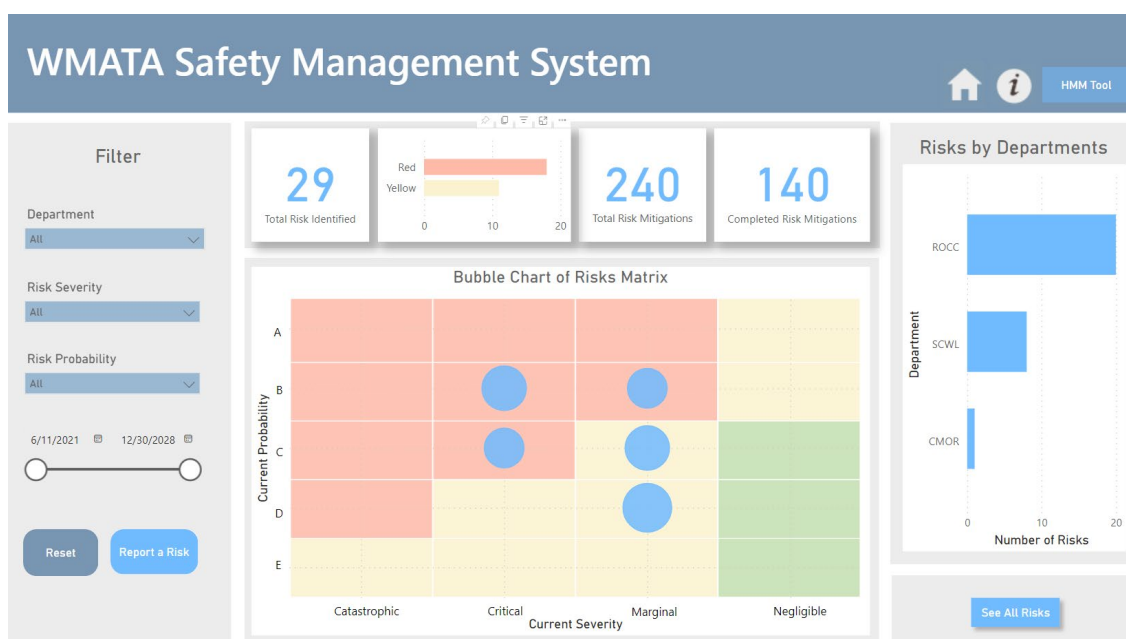 WMATA Safety Management System
HMM Tool
Filter
Department
All
Risk Severity
All
Risk Probability
All
6/11/2021 12/30/2028
Reset
Report a Risk
29
Total Risk Identified
Red
Yellow
0 10 20
240
Total Risk Mitigations
140
Completed Risk Mitigations
Bubble Chart of Risks Matrix
Current Probability
A
B
C
D
E
Catastrophic Critical Marginal Negligible
Current Severity
Risks by Departments
Department
ROCC
SCWL
CMOR
0 10 20
Number of Risks
See All Risks